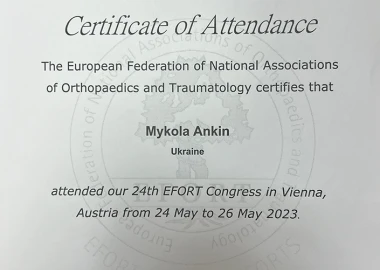 Certificate of Attendance
The European Federation of National Associations
of Orthopaedics and Traumatology certifies that
Mykola Ankin
Ukraine
attended our 24th EFORT Congress in Vienna,
Austria from 24 May to 26 May 2023.
EFORT